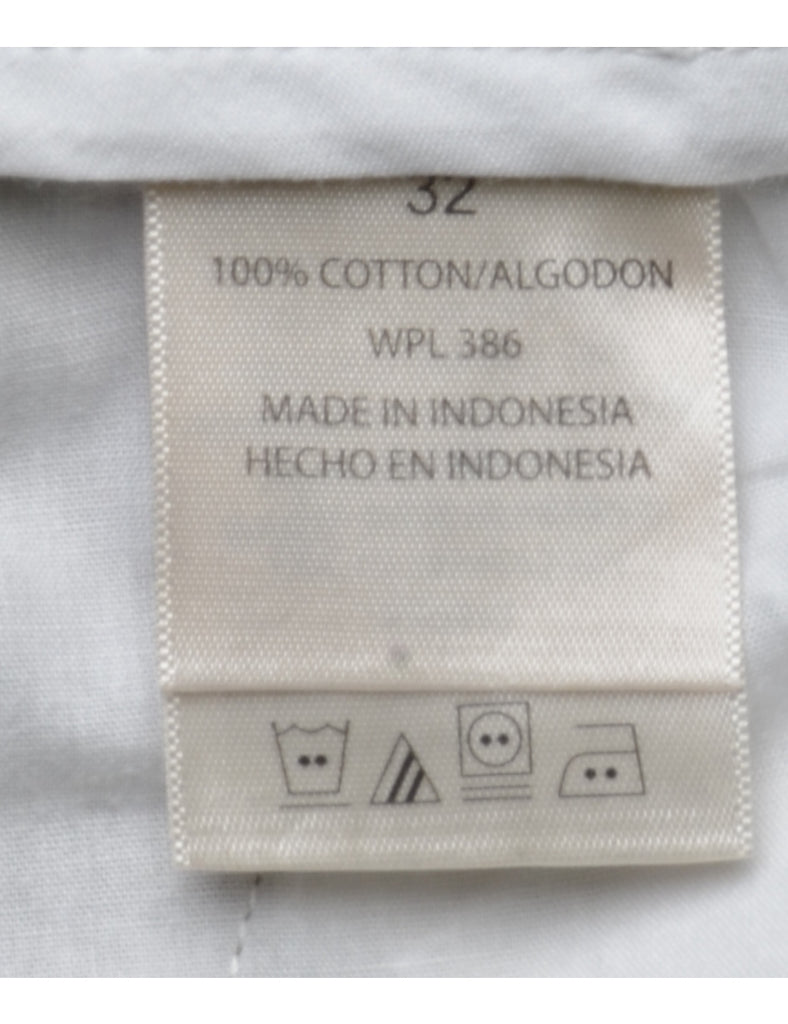 32
100% COTTON/ALGODON
WPL 386
MADE IN INDONESIA
HECHO EN INDONESIA